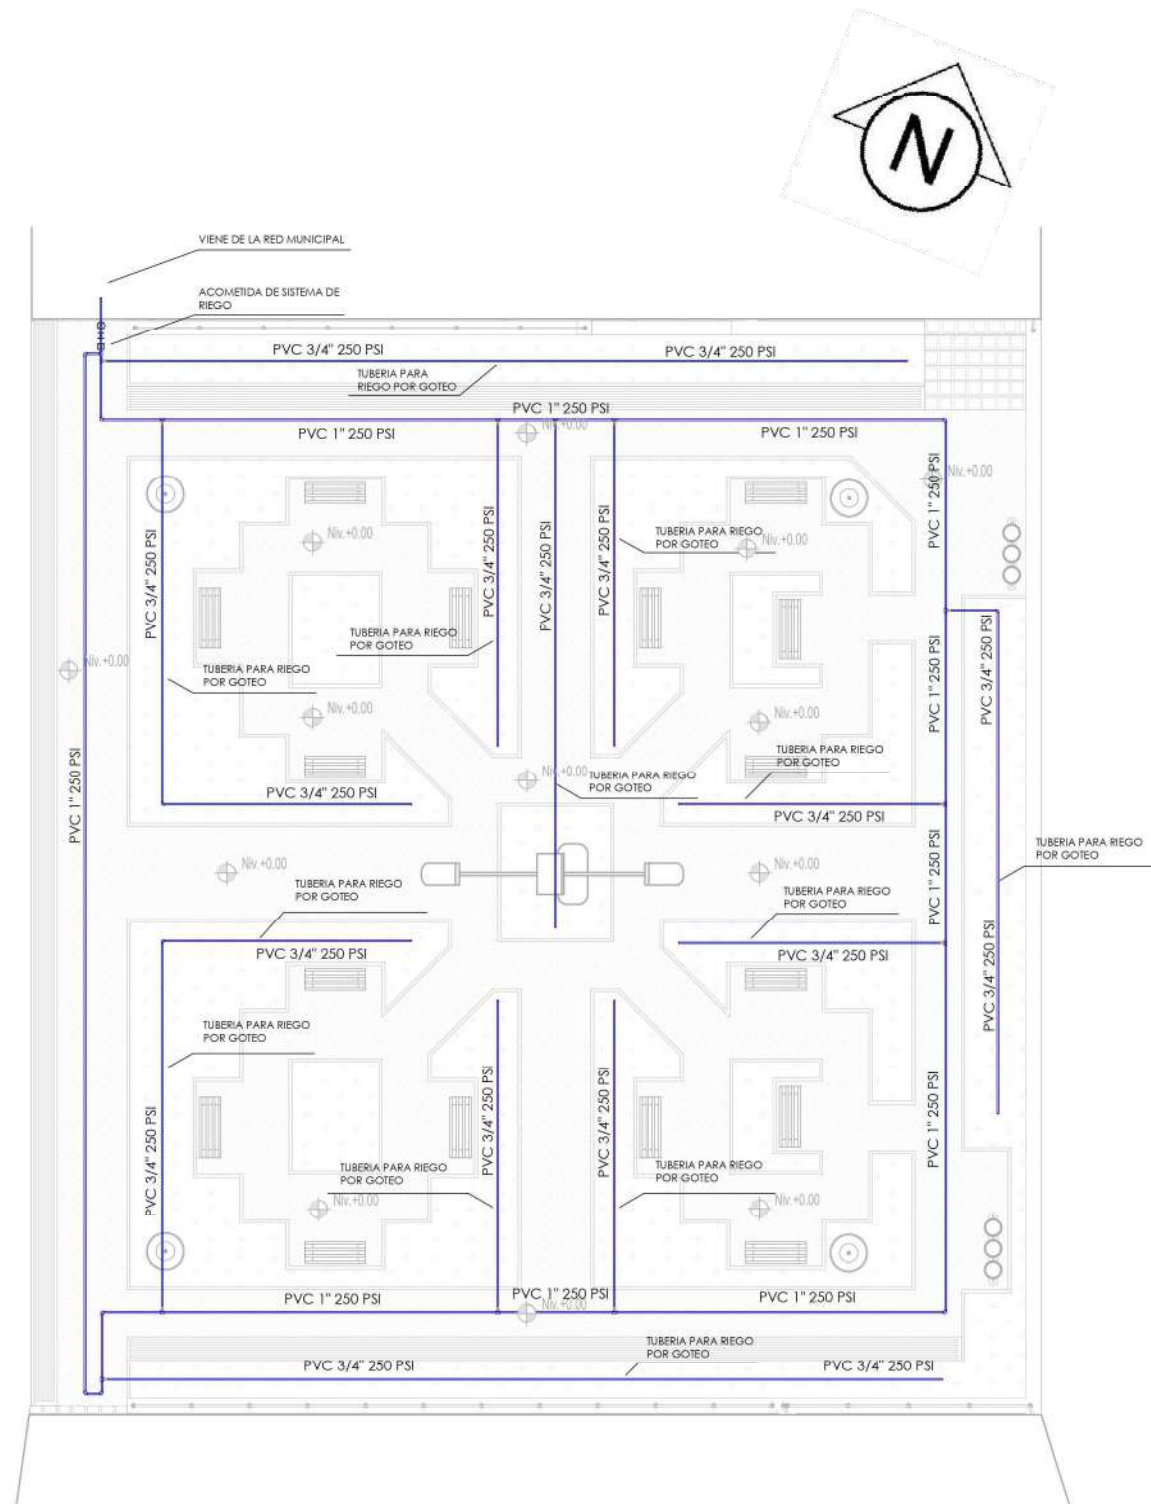 N
VIENE DE LA RED MUNICIPAL
ACOMETIDA DE SISTEMA DE
RIEGO
PVC 3/4" 250 PSI
PVC 3/4" 250 PSI
TUBERIA PARA
RIEGO POR GOTEO
PVC 1" 250 PSI
PVC 1" 250 PSI
PVC 1" 250 PSI
Niv.+0.00
PVC 1" 250 PSI
Niv.+0.00
PVC 3/4" 250 PSI
Niv.+0.00
PVC 3/4" 250 PSI
PVC 3/4" 250 PSI
PVC 3/4" 250 PSI
TUBERIA PARA RIEGO
POR GOTEO
Niv.+0.00
TUBERIA PARA RIEGO
POR GOTEO
TUBERIA PARA RIEGO
POR GOTEO
Niv.+0.00
PVC 1" 250 PSI
PVC 3/4" 250 PSI
Niv.+0.00
Niv.+0.00
PVC 1" 250 PSI
PVC 3/4" 250 PSI
Niv.+0.00
TUBERIA PARA RIEGO
POR GOTEO
TUBERIA PARA RIEGO
POR GOTEO
PVC 3/4" 250 PSI
Niv.+0.00
TUBERIA PARA RIEGO
POR GOTEO
Niv.+0.00
PVC 1" 250 PSI
TUBERIA PARA RIEGO
POR GOTEO
TUBERIA PARA RIEGO
POR GOTEO
PVC 3/4" 250 PSI
PVC 3/4" 250 PSI
PVC 3/4" 250 PSI
TUBERIA PARA RIEGO
POR GOTEO
PVC 3/4" 250 PSI
PVC 3/4" 250 PSI
PVC 3/4" 250 PSI
PVC 1" 250 PSI
TUBERIA PARA RIEGO
POR GOTEO
TUBERIA PARA RIEGO
POR GOTEO
Niv.+0.00
Niv.+0.00
PVC 1" 250 PSI
PVC 1" 250 PSI
PVC 1" 250 PSI
Niv.+0.00
TUBERIA PARA RIEGO
POR GOTEO
PVC 3/4" 250 PSI
PVC 3/4" 250 PSI